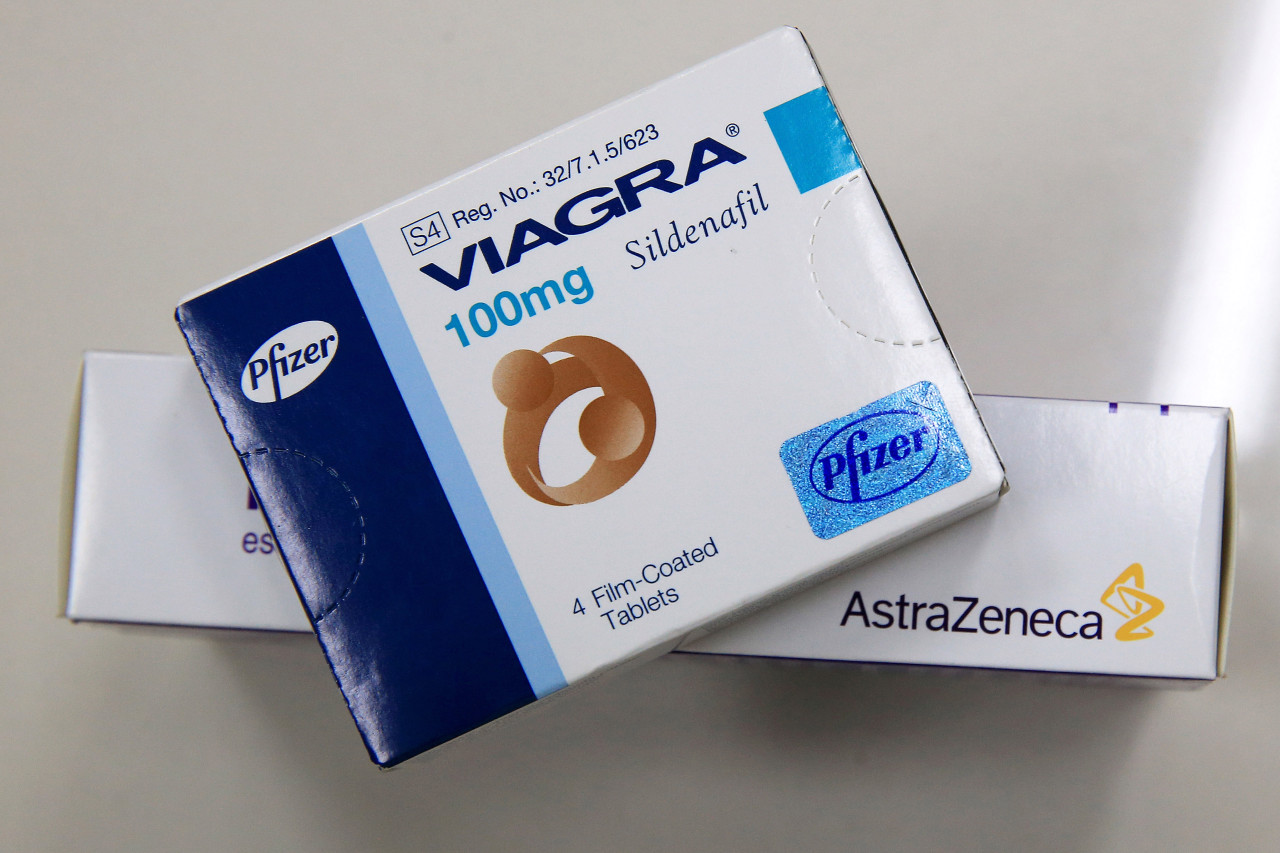 S4 Reg. No.: 32/7.1.5/623
VIAGRA®
100mg Sildenafil
Pfizer
Pfizer
4 Film-Coated
Tablets
es
AstraZeneca